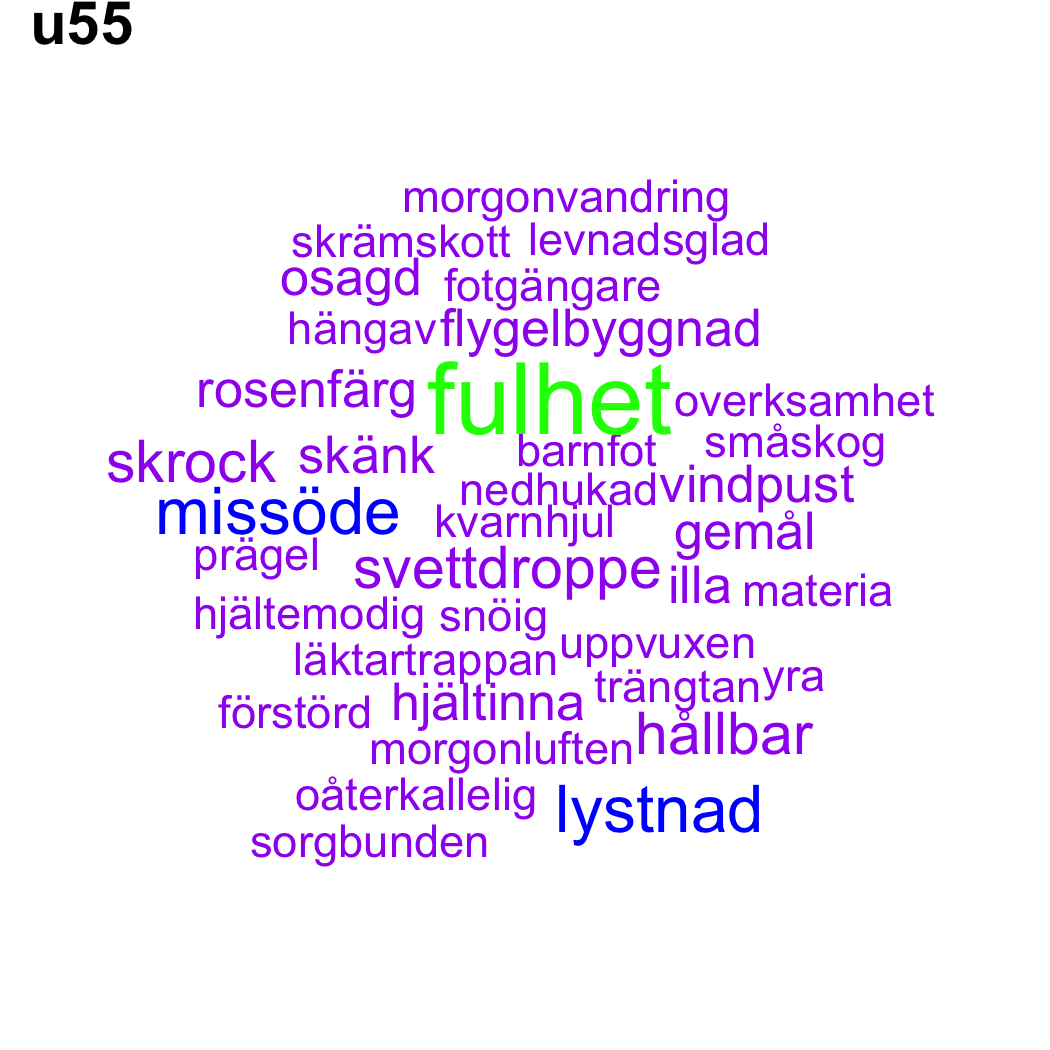 u55
morgonvandring
skrämskott levnadsglad
osagd fotgängare
hängav flygelbyggnad
rosenfärg fulhet overksamhet
skrock skänk barnfot småskog
missöde nedhukad vindpust
kvarnhjul gemål
prägel svettdroppe illa materia
hjältemodig snöig
läktartrappan uppvuxen
förstörd hjältinna trängtan yra
morgonluften hållbar
oåterkallelig lystnad
sorgbunden